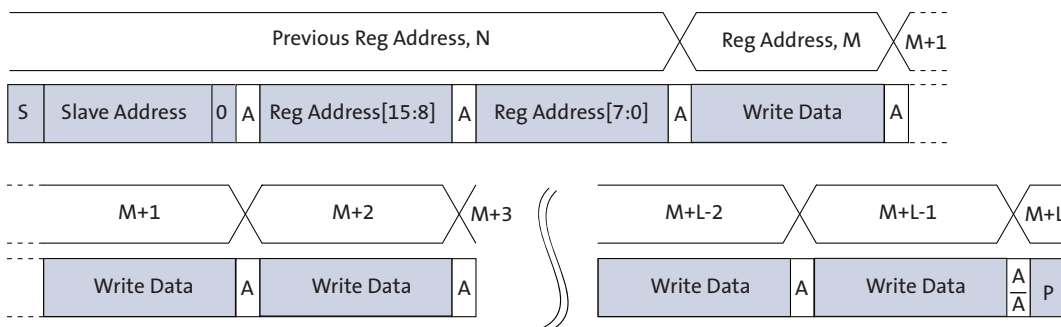 Previous Reg Address, N Reg Address, M M+1
S Slave Address 0 A Reg Address[15:8] A Reg Address[7:0] A Write Data A
M+1 M+2 M+3 M+L-2 M+L-1 M+L
Write Data A Write Data A Write Data A Write Data A
A P